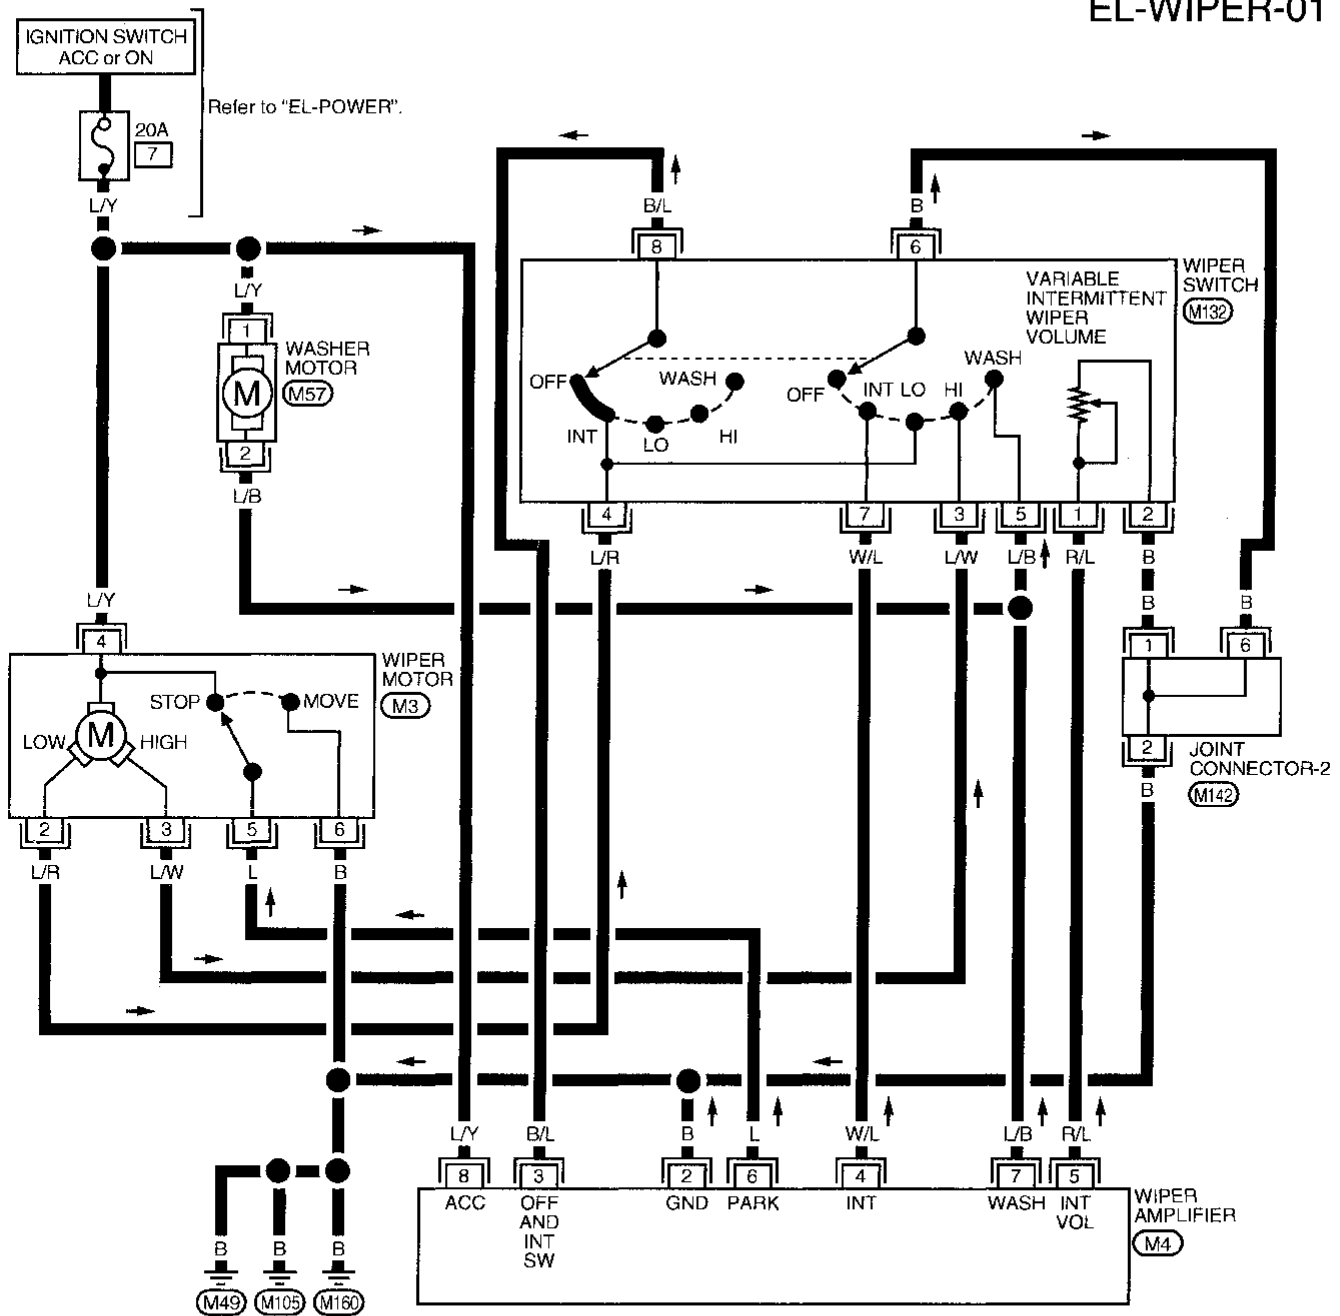 EL-WIPER-01
IGNITION SWITCH
ACC or ON
Refer to "EL-POWER".
20A
7
L/Y
L/Y
1
WASHER
MOTOR
M57
M
2
L/B
B/L
8
B
6
WIPER
SWITCH
M132
VARIABLE
INTERMITTENT
WIPER
VOLUME
OFF
WASH
INT
LO
HI
OFF
INT LO
HI
WASH
4
7
3
5
1
2
L/R
W/L
L/W
L/B
R/L
B
B
B
1
6
2
B
JOINT
CONNECTOR-2
M142
L/Y
4
WIPER
MOTOR
M3
STOP
MOVE
LOW
M
HIGH
2
3
5
6
L/R
L/W
L
B
L/Y
B/L
B
L
W/L
L/B
R/L
8
3
2
6
4
7
5
ACC
OFF
AND
INT
SW
GND
PARK
INT
WASH
INT
VOL
WIPER
AMPLIFIER
M4
B
B
B
M49
M105
M160